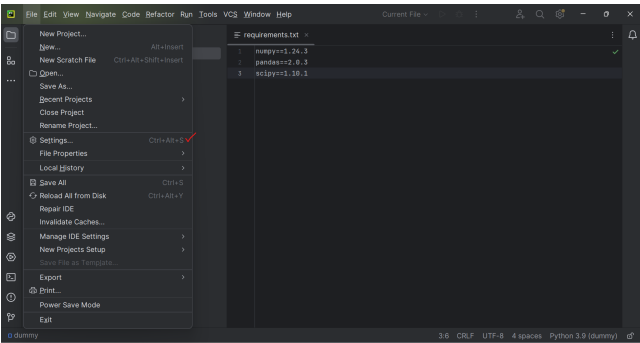 File Edit View Navigate Code Refactor Run Tools VCS Window Help
Current File
New Project...
New... Alt+Insert
New Scratch File Ctrl+Alt+Shift+Insert
Open...
Save As...
Recent Projects
Close Project
Rename Project...
Settings... Ctrl+Alt+S
File Properties
Local History
Save All Ctrl+S
Reload All from Disk Ctrl+Alt+Y
Repair IDE
Invalidate Caches...
Manage IDE Settings
New Projects Setup
Save File as Template...
Export
Print...
Power Save Mode
Exit
requirements.txt
1 numpy==1.24.3
2 pandas==2.0.3
3 scipy==1.10.1
dummy
3:6 CRLF UTF-8 4 spaces Python 3.9 (dummy)